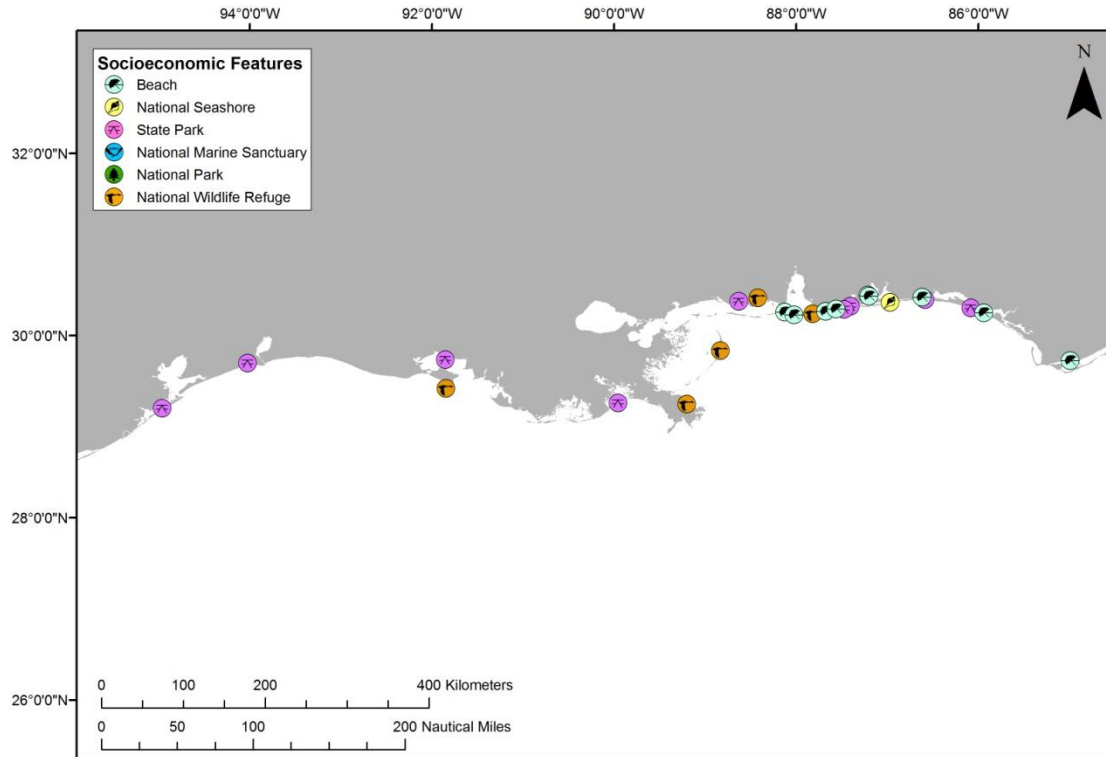 94°0'0"W 92°0'0"W 90°0'0"W 88°0'0"W 86°0'0"W
N
Socioeconomic Features
Beach
National Seashore
State Park
National Marine Sanctuary
National Park
National Wildlife Refuge
32°0'0"N
30°0'0"N
28°0'0"N
26°0'0"N
0 100 200 400 Kilometers
0 50 100 200 Nautical Miles